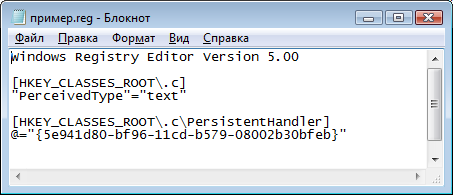 пример.reg - Блокнот
Файл Правка Формат Вид Справка
Windows Registry Editor Version 5.00
[HKEY_CLASSES_ROOT\.c]
"PerceivedType"="text"
[HKEY_CLASSES_ROOT\.c\PersistentHandler]
@="{5e941d80-bf96-11cd-b579-08002b30bfeb}"